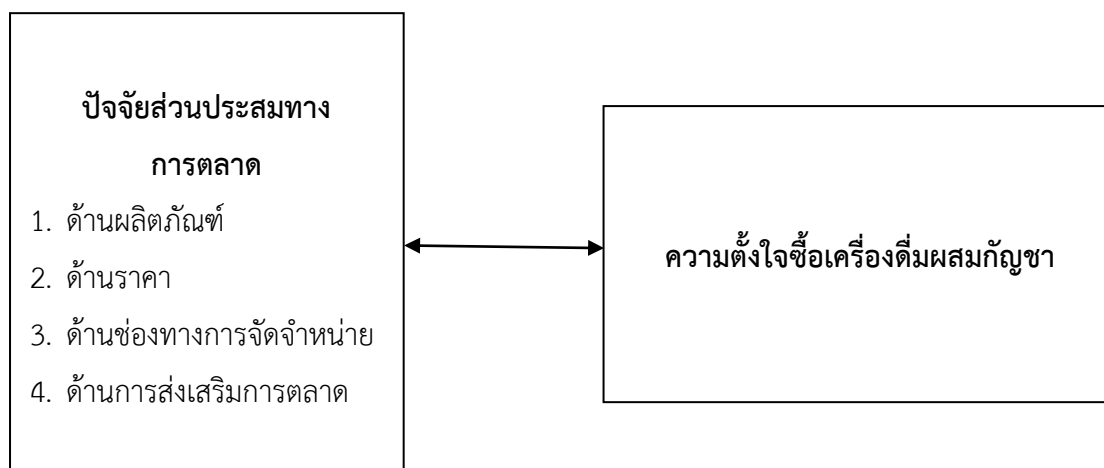 ปัจจัยส่วนประสมทาง
การตลาด
1. ด้านผลิตภัณฑ์
2. ด้านราคา
3. ด้านช่องทางการจัดจำหน่าย
4. ด้านการส่งเสริมการตลาด
ความตั้งใจซื้อเครื่องดื่มผสมกัญชา